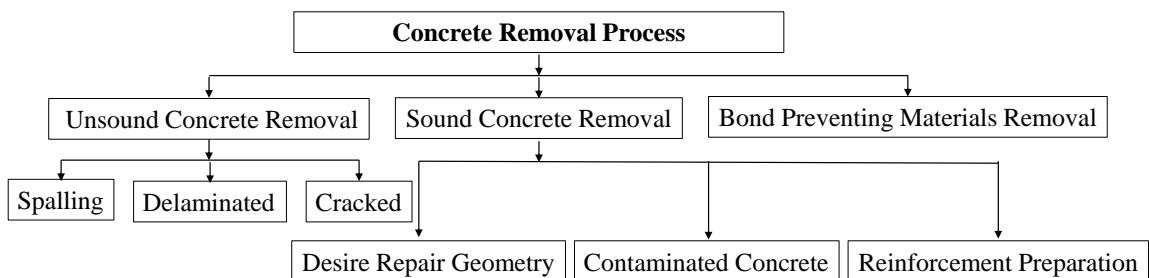 Concrete Removal Process
Unsound Concrete Removal
Sound Concrete Removal
Bond Preventing Materials Removal
Spalling
Delaminated
Cracked
Desire Repair Geometry
Contaminated Concrete
Reinforcement Preparation